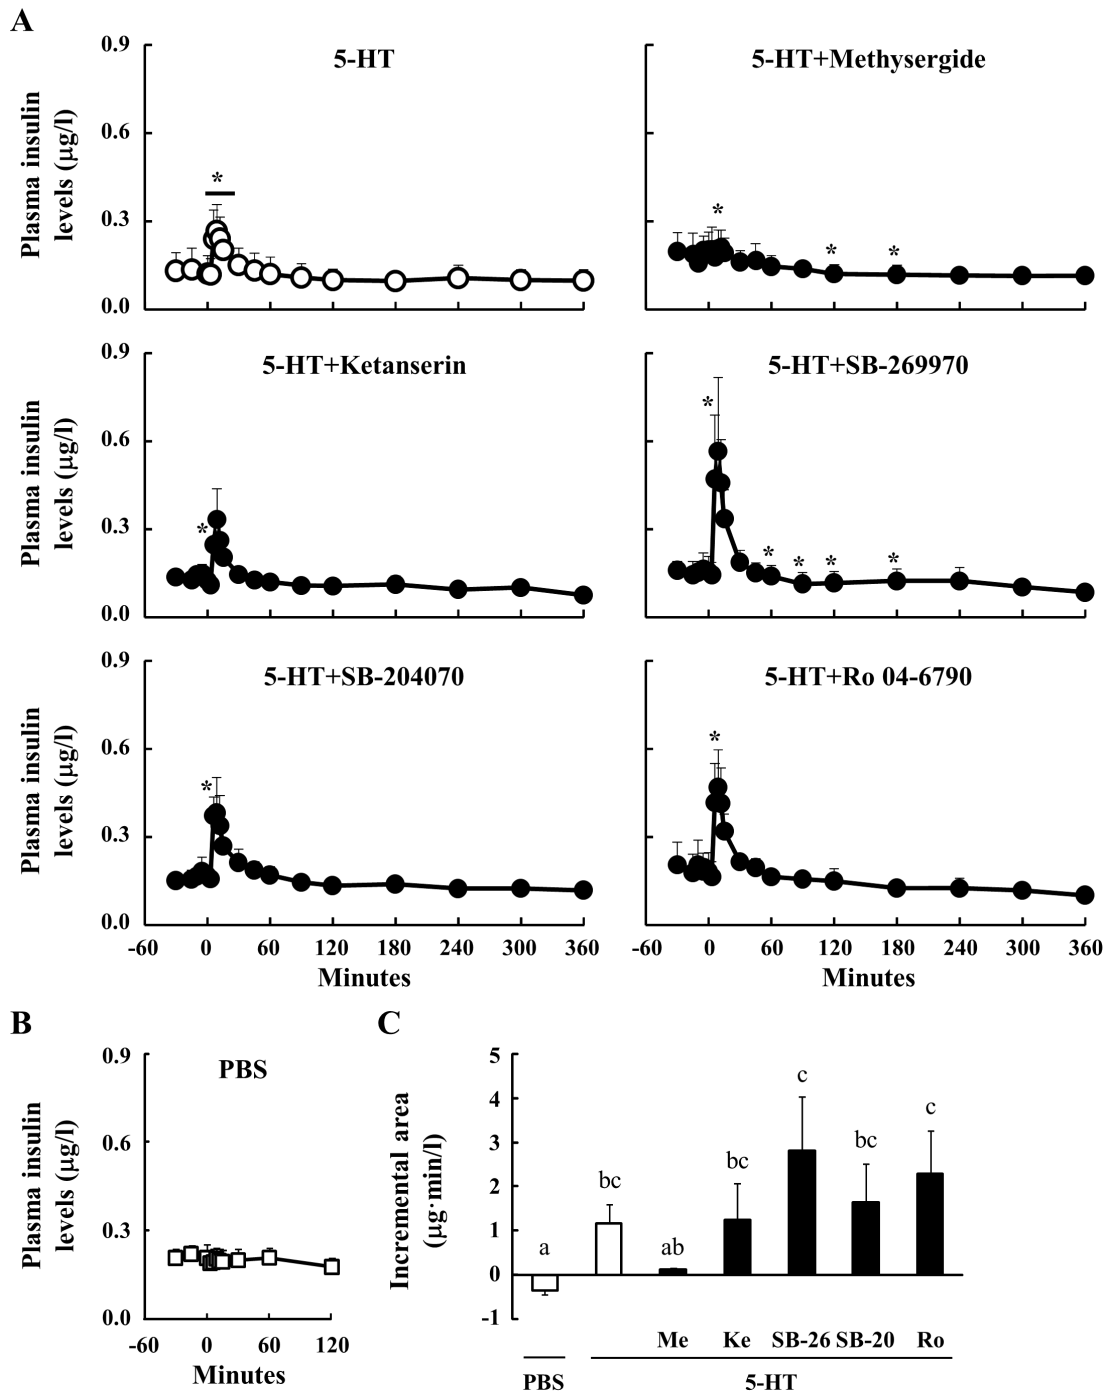 A
5-HT
5-HT+Methysergide
Plasma insulin
levels (μg/l)
0.9
0.6
0.3
0.0
*
*
*
*
5-HT+Ketanserin
5-HT+SB-269970
Plasma insulin
levels (μg/l)
0.9
0.6
0.3
0.0
*
*
*
*
*
*
5-HT+SB-204070
5-HT+Ro 04-6790
Plasma insulin
levels (μg/l)
0.9
0.6
0.3
0.0
*
*
-60 0 60 120 180 240 300 360
-60 0 60 120 180 240 300 360
Minutes
Minutes
B
PBS
Plasma insulin
levels (μg/l)
0.9
0.6
0.3
0.0
-60 0 60 120
Minutes
C
Incremental area
(μg·min/l)
5
4
3
2
1
0
-1
a
bc
ab
bc
c
bc
c
Me Ke SB-26 SB-20 Ro
PBS
5-HT